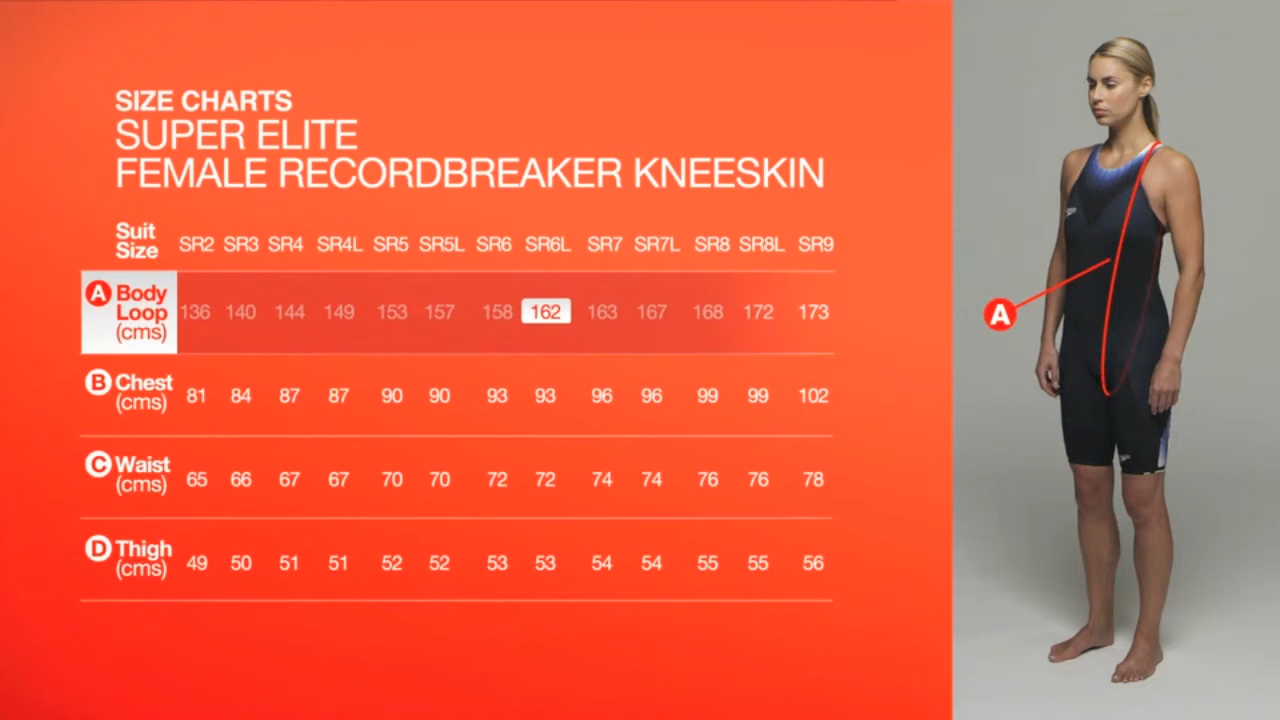 SIZE CHARTS
SUPER ELITE
FEMALE RECORDBREAKER KNEESKIN
Suit Size SR2 SR3 SR4 SR4L SR5 SR5L SR6 SR6L SR7 SR7L SR8 SR8L SR9
A Body Loop (cms) 136 140 144 149 153 157 158 162 163 167 168 172 173
B Chest (cms) 81 84 87 87 90 90 93 93 96 96 99 99 102
C Waist (cms) 65 66 67 67 70 70 72 72 74 74 76 76 78
D Thigh (cms) 49 50 51 51 52 52 53 53 54 54 55 55 56
A